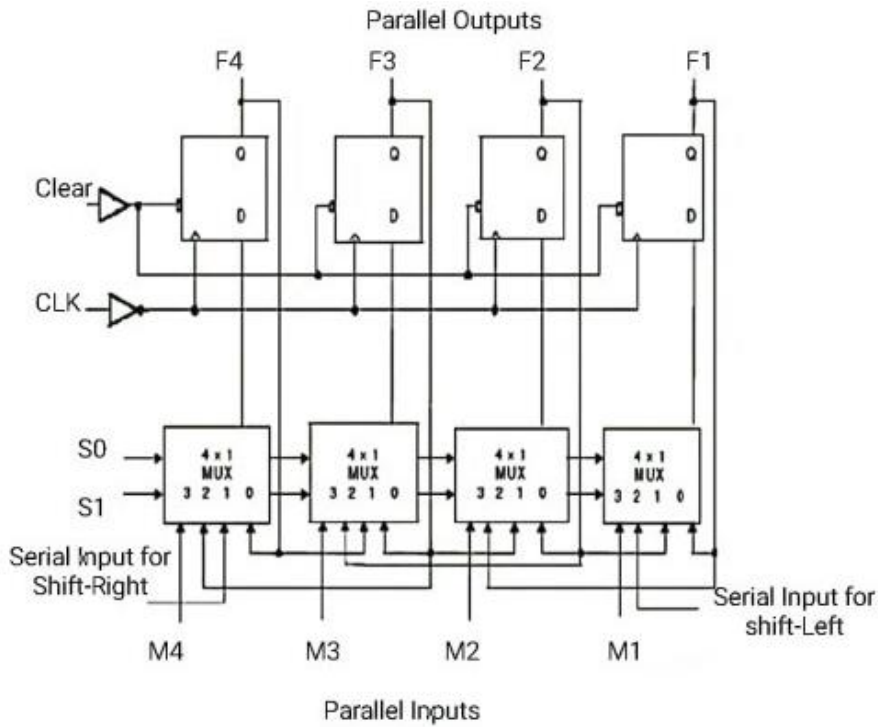 Parallel Outputs
F4 F3 F2 F1
Q Q Q Q
Clear
D D D D
CLK
S0
4 x 1 4 x 1 4 x 1 4 x 1
MUX MUX MUX MUX
S1
3 2 1 0 3 2 1 0 3 2 1 0 3 2 1 0
Serial Input for
Shift-Right
Serial Input for
shift-Left
M4 M3 M2 M1
Parallel Inputs